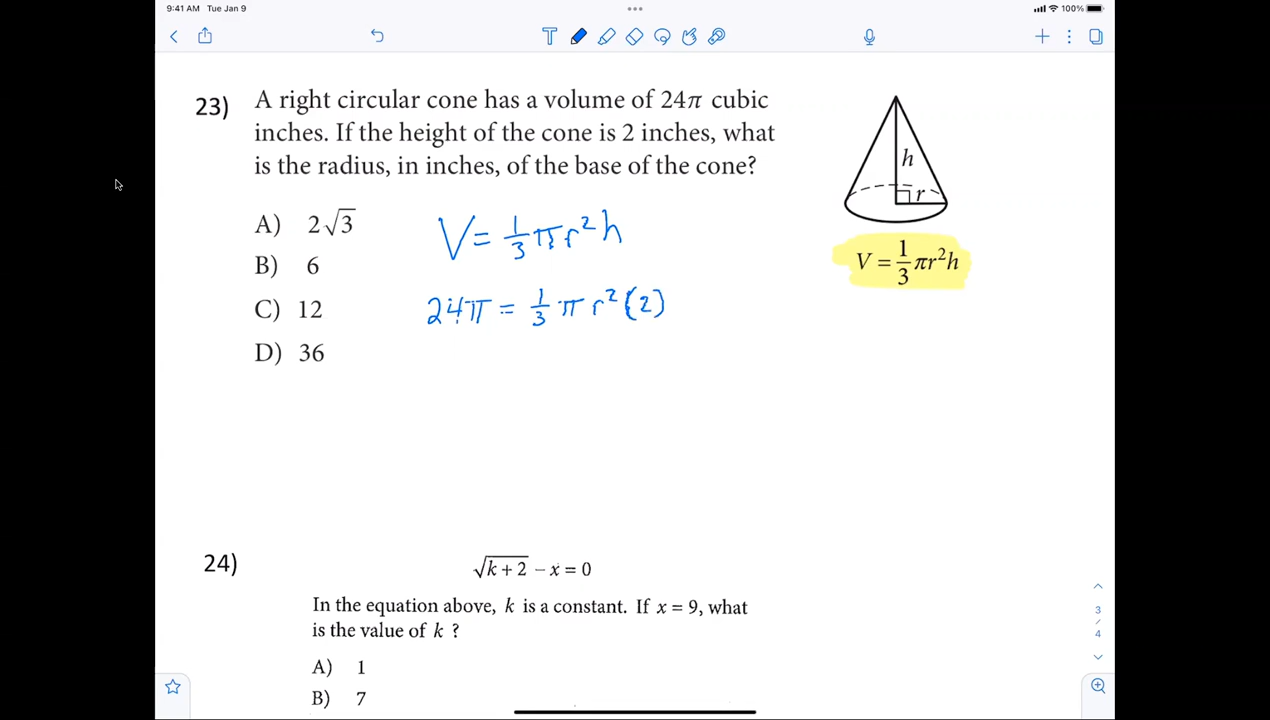 9:41 AM Tue Jan 9
100%
23)
A right circular cone has a volume of 24π cubic
inches. If the height of the cone is 2 inches, what
is the radius, in inches, of the base of the cone?
A) 2√3
B) 6
C) 12
D) 36
V = 1/3 πr²h
24π = 1/3 π r² (2)
h
r
V = 1/3 πr²h
24)
√(k + 2) – x = 0
In the equation above, k is a constant. If x = 9, what
is the value of k ?
A) 1
B) 7
3
/
4